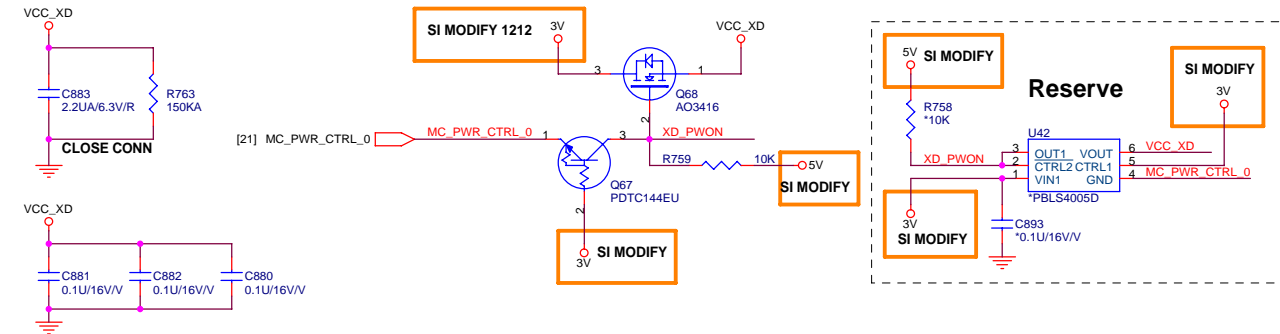 VCC_XD
C883
2.2UA/6.3V/R
R763
150KA
CLOSE CONN
VCC_XD
C881
0.1U/16V/V
C882
0.1U/16V/V
C880
0.1U/16V/V
SI MODIFY 1212
3V
VCC_XD
3
1
Q68
AO3416
2
[21] MC_PWR_CTRL_0
MC_PWR_CTRL_0
1
3
XD_PWON
R759
10K
5V
SI MODIFY
Q67
PDTC144EU
2
3V
SI MODIFY
5V
SI MODIFY
Reserve
SI MODIFY
3V
R758
*10K
U42
XD_PWON
3
OUT1
VOUT
6
VCC_XD
2
CTRL2
CTRL1
5
1
VIN1
GND
4
MC_PWR_CTRL_0
*PBLS4005D
3V
SI MODIFY
C893
*0.1U/16V/V